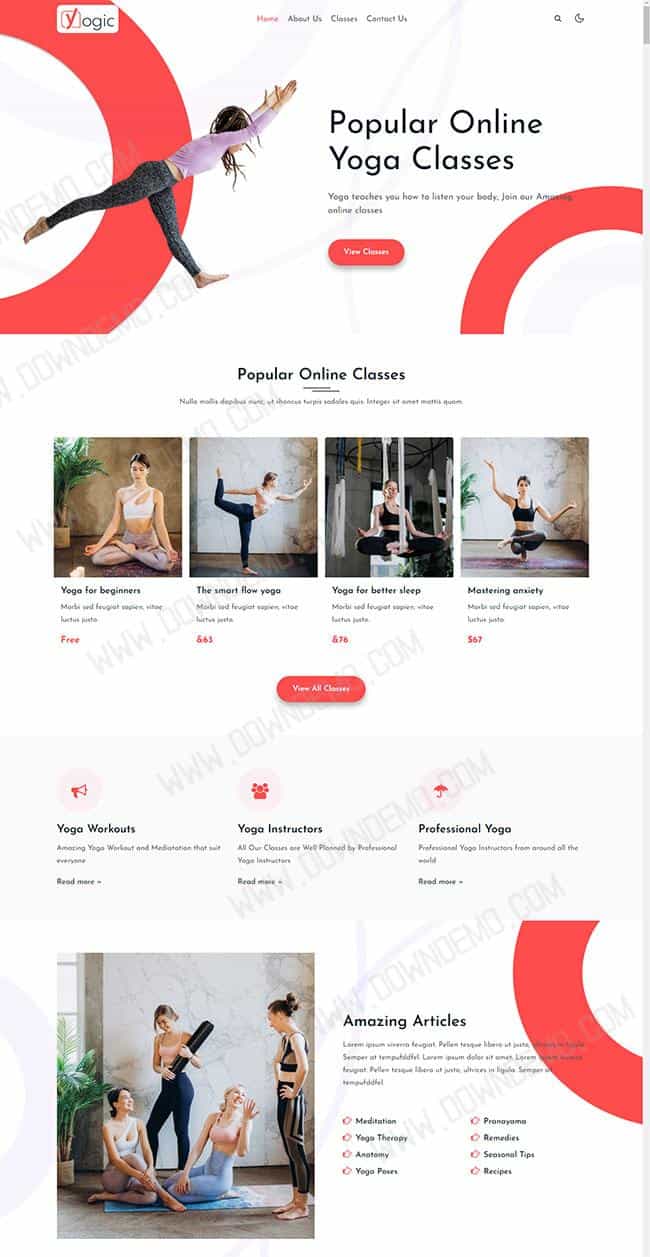 Ylogic
Home About Us Classes Contact Us
Popular Online
Yoga Classes
Yoga teaches you how to listen your body, Join our Amazing
online classes
View Classes
Popular Online Classes
Nulla mollis dapibus nunc, ut rhoncus turpis sodales quis. Integer sit amet mattis quam.
Yoga for beginners
Morbi sed feugiat sapien, vitae
luctus justo.
Free
The smart flow yoga
Morbi sed feugiat sapien, vitae
luctus justo.
&63
Yoga for better sleep
Morbi sed feugiat sapien, vitae
luctus justo.
&76
Mastering anxiety
Morbi sed feugiat sapien, vitae
luctus justo.
$67
View All Classes
Yoga Workouts
Amazing Yoga Workout and Mediatation that suit
everyone
Read more »
Yoga Instructors
All Our Classes are Well Planned by Professional
Yoga Instructors
Read more »
Professional Yoga
Professional Yoga Instructors from around all the
world
Read more »
Amazing Articles
Lorem ipsum viverra feugiat. Pellen tesque libero ut justo, ultrices in ligula.
Semper at tempufddfel. Lorem ipsum dolor sit amet. Lorem ipsum viverra
feugiat. Pellen tesque libero ut justo, ultrices in ligula. Semper at
tempufddfel.
Meditation
Yoga Therapy
Anatomy
Yoga Poses
Pranayama
Remedies
Seasonal Tips
Recipes
WWW.DOWNDEMO.COM